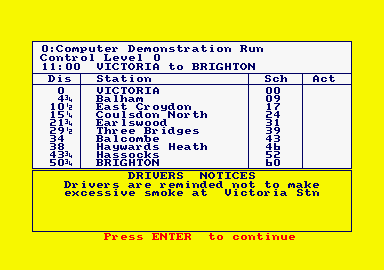 0:Computer Demonstration Run
Control Level 0
11:00 VICTORIA to BRIGHTON
Dis Station Sch Act
0 VICTORIA 00
4¾ Balham 09
10½ East Croydon 17
15¼ Coulsdon North 24
21¾ Earlswood 31
29½ Three Bridges 39
34 Balcombe 43
38 Haywards Heath 46
43¾ Hassocks 52
50¾ BRIGHTON 60
DRIVERS NOTICES
Drivers are reminded not to make
excessive smoke at Victoria Stn
Press ENTER to continue